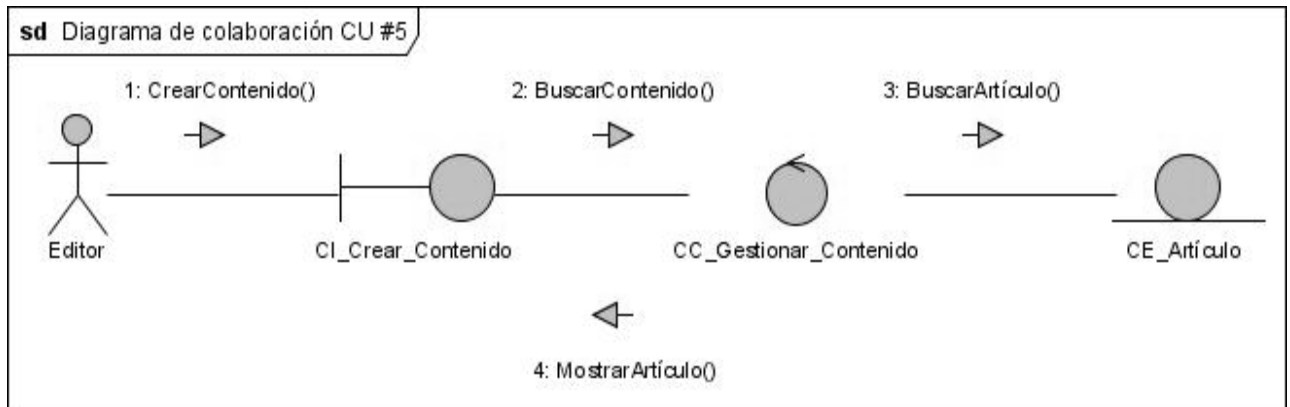 sd Diagrama de colaboración CU #5
1: CrearContenido()
2: BuscarContenido()
3: BuscarArtículo()
Editor
CI_Crear_Contenido
CC_Gestionar_Contenido
CE_Artículo
4: MostrarArtículo()